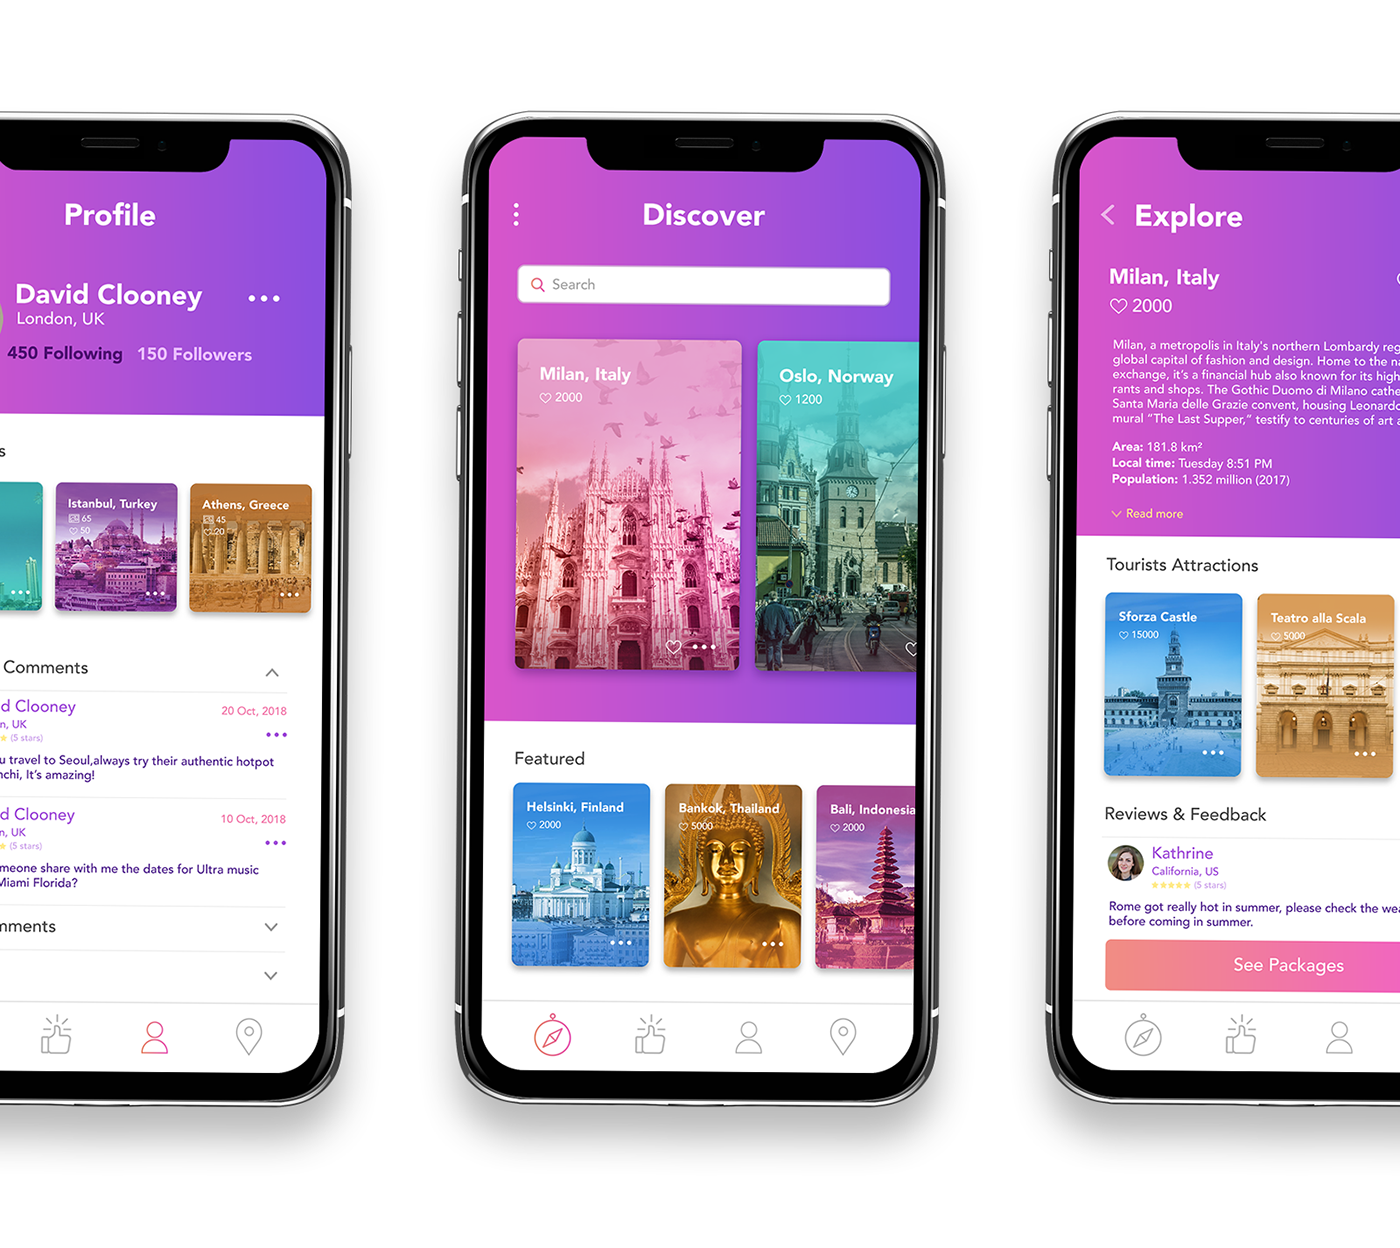 Profile
David Clooney
London, UK
450 Following 150 Followers
s
Istanbul, Turkey
65
50
Athens, Greece
45
20
Comments
d Clooney
20 Oct, 2018
n, UK
(5 stars)
u travel to Seoul,always try their authentic hotpot
nchi, It's amazing!
d Clooney
10 Oct, 2018
n, UK
(5 stars)
meone share with me the dates for Ultra music
Miami Florida?
mments
Discover
Search
Milan, Italy
2000
Oslo, Norway
1200
Featured
Helsinki, Finland
2000
Bankok, Thailand
5000
Bali, Indonesia
2000
Explore
Milan, Italy
2000
Milan, a metropolis in Italy's northern Lombardy reg
global capital of fashion and design. Home to the na
exchange, it's a financial hub also known for its high
rants and shops. The Gothic Duomo di Milano cathe
Santa Maria delle Grazie convent, housing Leonardo
mural "The Last Supper," testify to centuries of art a
Area: 181.8 km²
Local time: Tuesday 8:51 PM
Population: 1.352 million (2017)
Read more
Tourists Attractions
Sforza Castle
15000
Teatro alla Scala
5000
Reviews & Feedback
Kathrine
California, US
(5 stars)
Rome got really hot in summer, please check the wea
before coming in summer.
See Packages